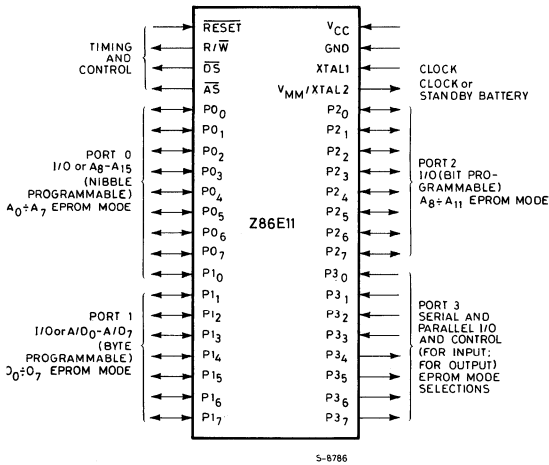 TIMING
AND
CONTROL
PORT 0
I/O or A8-A15
(NIBBLE
PROGRAMMABLE)
A0÷A7 EPROM MODE
PORT 1
I/O or A/D0-A/D7
(BYTE
PROGRAMMABLE)
D0÷D7 EPROM MODE
RESET
R/W
DS
AS
P00
P01
P02
P03
P04
P05
P06
P07
P10
P11
P12
P13
P14
P15
P16
P17
Z86E11
VCC
GND
XTAL1
VMM/XTAL2
P20
P21
P22
P23
P24
P25
P26
P27
P30
P31
P32
P33
P34
P35
P36
P37
CLOCK
CLOCK or
STANDBY BATTERY
PORT 2
I/O (BIT PRO-
GRAMMABLE)
A8÷A11 EPROM MODE
PORT 3
SERIAL AND
PARALLEL I/O
AND CONTROL
(FOR INPUT;
FOR OUTPUT)
EPROM MODE
SELECTIONS
S-8786